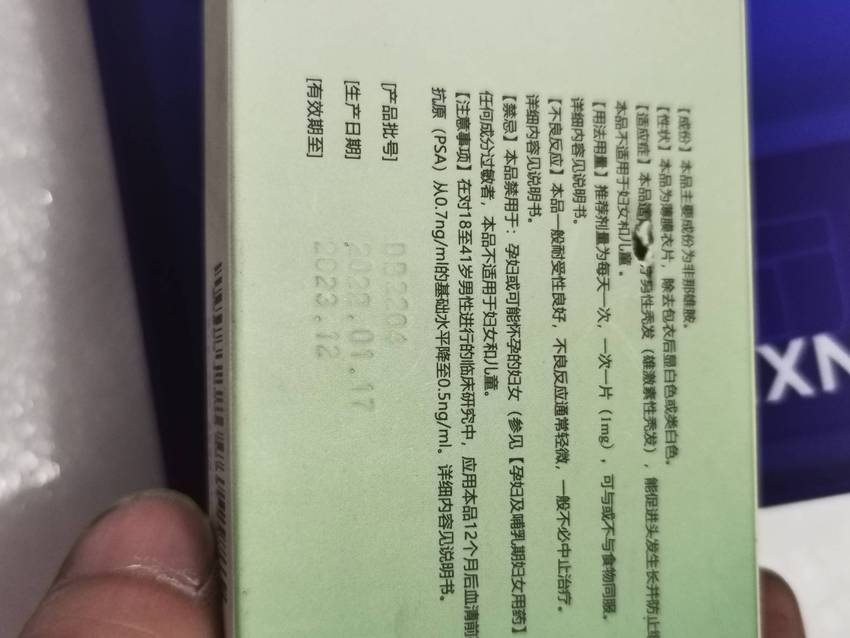 【成份】本品主要成份为非那雄胺。
【性状】本品为薄膜衣片，除去包衣后显白色或类白色。
【适应症】本品适 男性秃发（雄激素性秃发），能促进头发生长并防止
本品不适用于妇女和儿童。
【用法用量】推荐剂量为每天一次，一次一片（1mg），可与或不与食物同服。
详细内容见说明书。
【不良反应】本品一般耐受性良好，不良反应通常轻微，一般不必中止治疗。
详细内容见说明书。
【禁忌】本品禁用于：孕妇或可能怀孕的妇女（参见【孕妇及哺乳期妇女用药】
任何成分过敏者，本品不适用于妇女和儿童。
【注意事项】在对18至41岁男性进行的临床研究中，应用本品12个月后血清前
抗原（PSA）从0.7ng/ml的基础水平降至0.5ng/ml。详细内容见说明书。
[产品批号] DB2204
[生产日期] 2022.01.17
[有效期至] 2023.12
NX